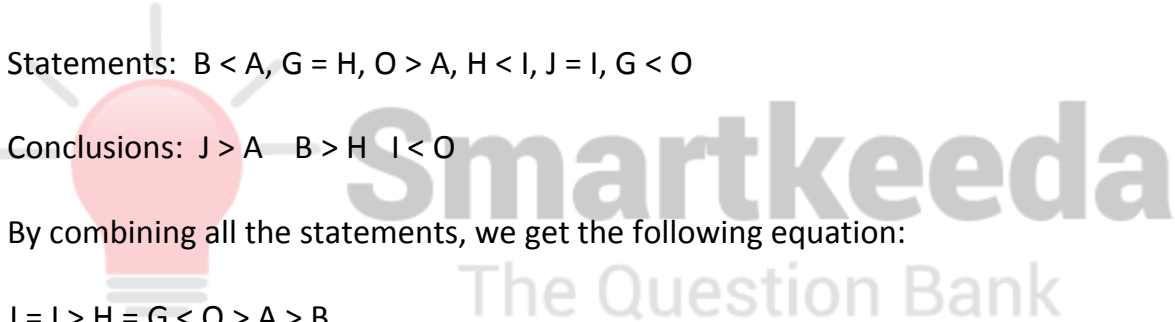 Statements: B < A, G = H, O > A, H < I, J = I, G < O
Conclusions: J > A B > H I < O
Smartkeeda
By combining all the statements, we get the following equation:
The Question Bank
J = I > H = G < O > A > B